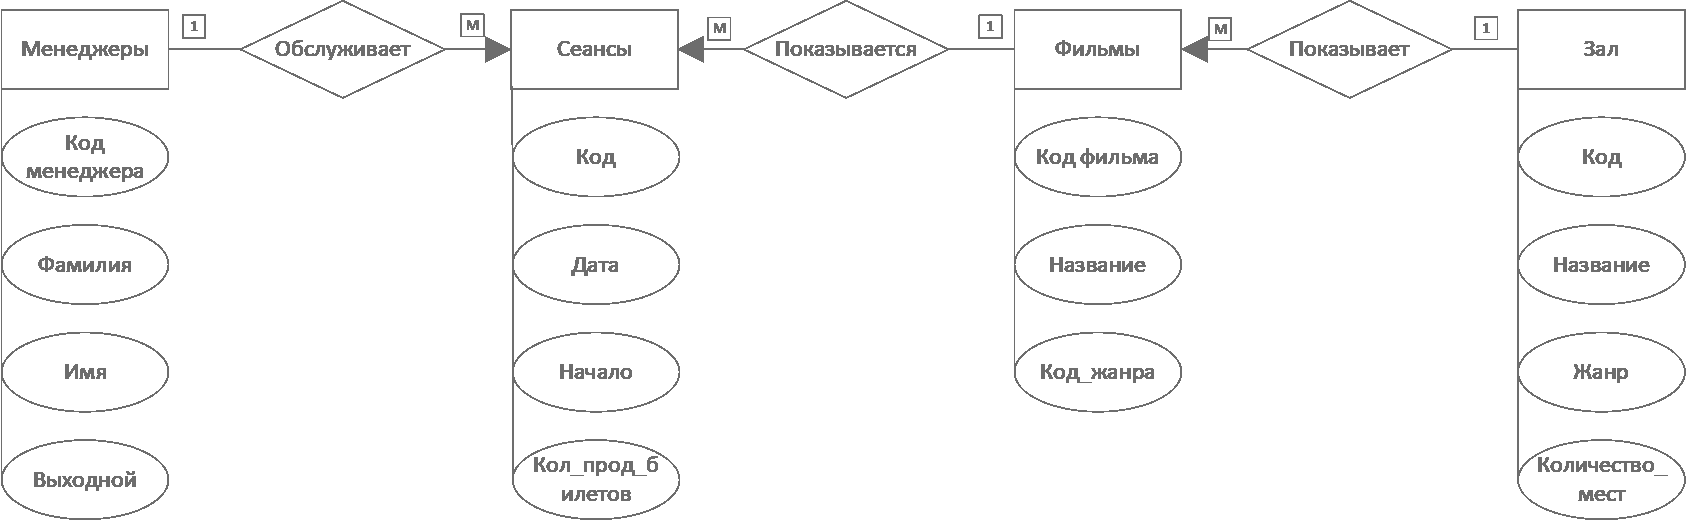 Менеджеры
1
Обслуживает
М
Сеансы
М
Показывается
1
Фильмы
М
Показывает
1
Зал
Код
менеджера
Фамилия
Имя
Выходной
Код
Дата
Начало
Кол_прод_б
илетов
Код фильма
Название
Код_жанра
Код
Название
Жанр
Количество_
мест